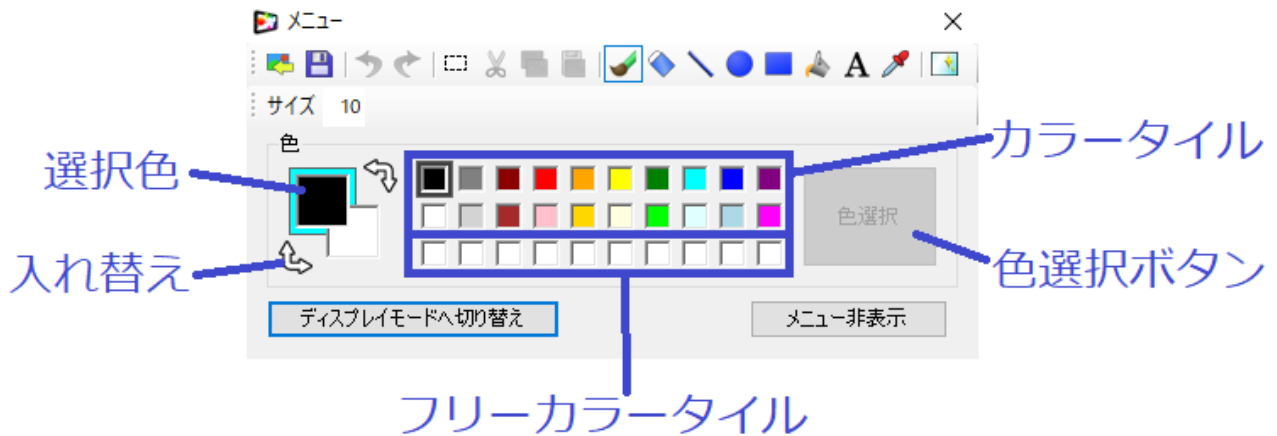 メニュー
A
サイズ 10
色
カラータイル
選択色
色選択
入れ替え
色選択ボタン
ディスプレイモードへ切り替え
メニュー非表示
フリーカラータイル